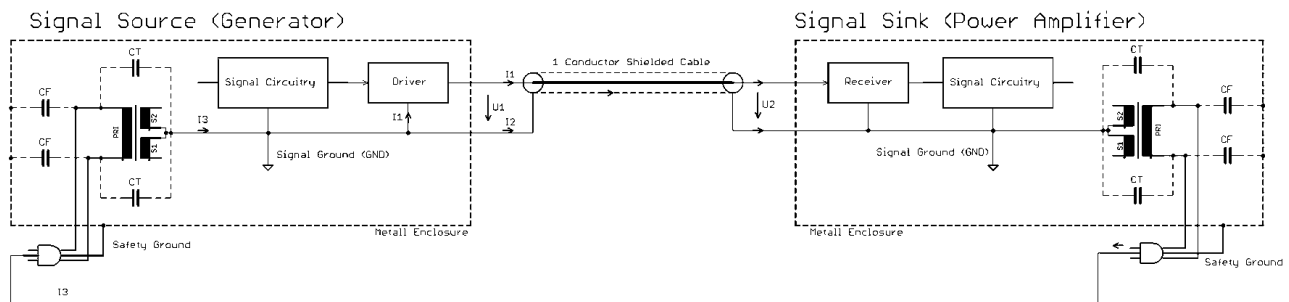 Signal Source (Generator)
Signal Sink (Power Amplifier)
CT
CF
CF
PRI
S2
S1
CT
Signal Circuitry
Driver
I1
I3
I1
U1
I2
Signal Ground (GND)
Safety Ground
Metall Enclosure
I3
1 Conductor Shielded Cable
U2
Receiver
Signal Circuitry
Signal Ground (GND)
CT
CF
CF
S2
S1
PRI
CT
Metall Enclosure
Safety Ground